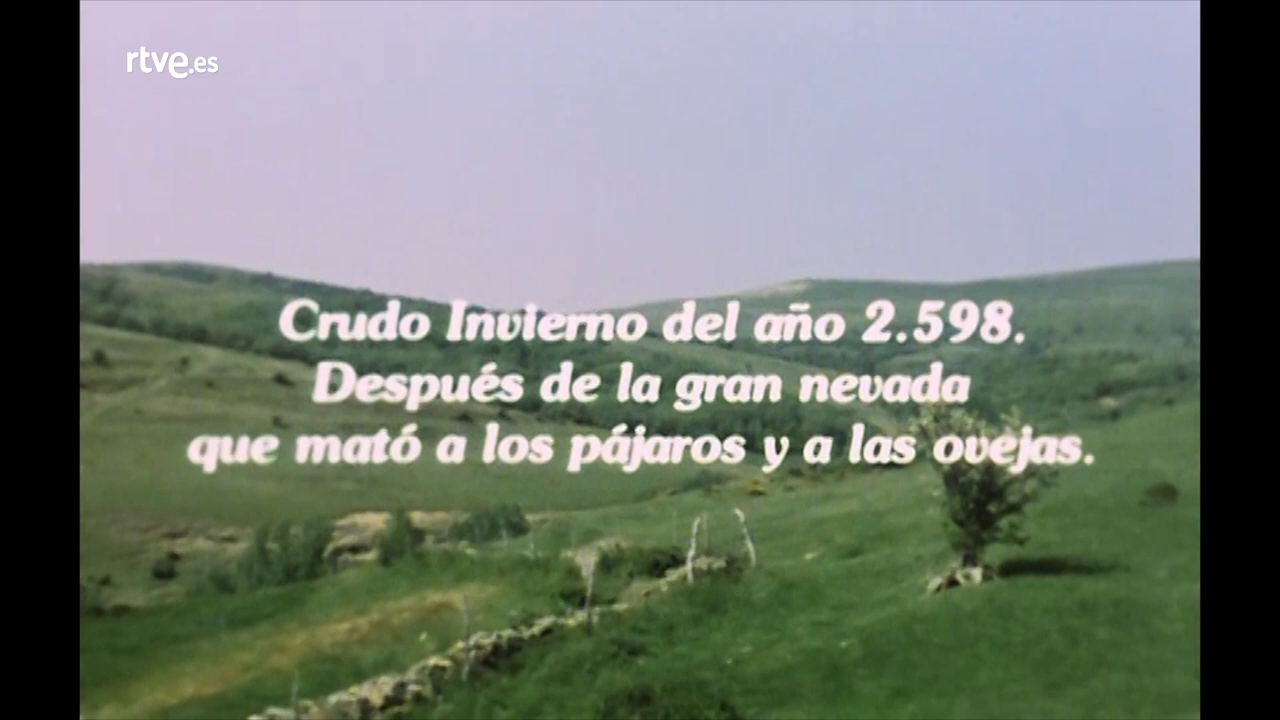 rtve.es
Crudo Invierno del año 2.598.
Después de la gran nevada
que mató a los pájaros y a las ovejas.